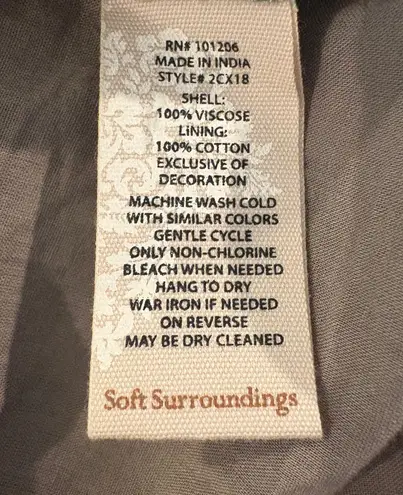 RN# 101206
MADE IN INDIA
STYLE# 2CX18
SHELL:
100% VISCOSE
LINING:
100% COTTON
EXCLUSIVE OF
DECORATION
MACHINE WASH COLD
WITH SIMILAR COLORS
GENTLE CYCLE
ONLY NON-CHLORINE
BLEACH WHEN NEEDED
HANG TO DRY
WAR IRON IF NEEDED
ON REVERSE
MAY BE DRY CLEANED
Soft Surroundings